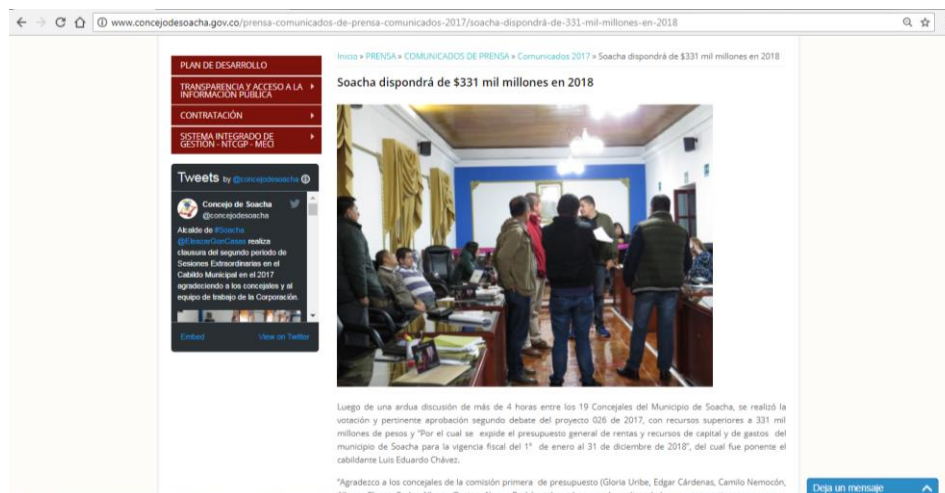 www.concejodesoacha.gov.co/prensa-comunicados-de-prensa-comunicados-2017/soacha-dispondrá-de-331-mil-millones-en-2018
PLAN DE DESARROLLO
TRANSPARENCIA Y ACCESO A LA
INFORMACIÓN PÚBLICA
CONTRATACIÓN
SISTEMA INTEGRADO DE
GESTIÓN - NTCGP - MECI
Tweets by @concejodesoacha
Concejo de Soacha
@concejodesoacha
Alcalde de #Soacha
@EleazarGonCasas realiza
clausura del segundo periodo de
Sesiones Extraordinarias en el
Cabildo Municipal en el 2017
agradeciendo a los concejales y al
equipo de trabajo de la Corporación.
Embed View on Twitter
Inicio » PRENSA » COMUNICADOS DE PRENSA » Comunicados 2017 » Soacha dispondrá de $331 mil millones en 2018
Soacha dispondrá de $331 mil millones en 2018
Luego de una ardua discusión de más de 4 horas entre los 19 Concejales del Municipio de Soacha, se realizó la
votación y pertinente aprobación segundo debate del proyecto 026 de 2017, con recursos superiores a 331 mil
millones de pesos y "Por el cual se expide el presupuesto general de rentas y recursos de capital y de gastos del
municipio de Soacha para la vigencia fiscal del 1° de enero al 31 de diciembre de 2018", del cual fue ponente el
cabildante Luis Eduardo Chávez.
"Agradezco a los concejales de la comisión primera de presupuesto (Gloria Uribe, Edgar Cárdenas, Camilo Nemocón,
Deja un mensaje